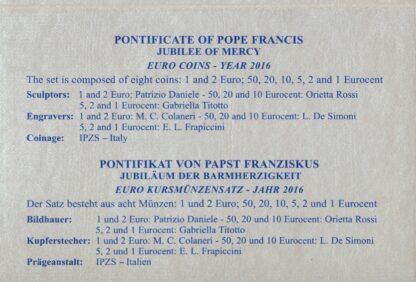 PONTIFICATE OF POPE FRANCIS
JUBILEE OF MERCY
EURO COINS - YEAR 2016
The set is composed of eight coins: 1 and 2 Euro; 50, 20, 10, 5, 2 and 1 Eurocent
Sculptors: 1 and 2 Euro: Patrizio Daniele - 50, 20 and 10 Eurocent: Orietta Rossi
5, 2 and 1 Eurocent: Gabriella Titotto
Engravers: 1 and 2 Euro: M. C. Colaneri - 50, 20 and 10 Eurocent: L. De Simoni
5, 2 and 1 Eurocent: E. L. Frapiccini
Coinage: IPZS – Italy
PONTIFIKAT VON PAPST FRANZISKUS
JUBILÄUM DER BARMHERZIGKEIT
EURO KURSMÜNZENSATZ - JAHR 2016
Der Satz besteht aus acht Münzen: 1 und 2 Euro; 50, 20, 10, 5, 2 und 1 Eurocent
Bildhauer: 1 und 2 Euro: Patrizio Daniele - 50, 20 und 10 Eurocent: Orietta Rossi
5, 2 und 1 Eurocent: Gabriella Titotto
Kupferstecher: 1 und 2 Euro: M. C. Colaneri - 50, 20 und 10 Eurocent: L. De Simoni
5, 2 und 1 Eurocent: E. L. Frapiccini
Prägeanstalt: IPZS – Italien